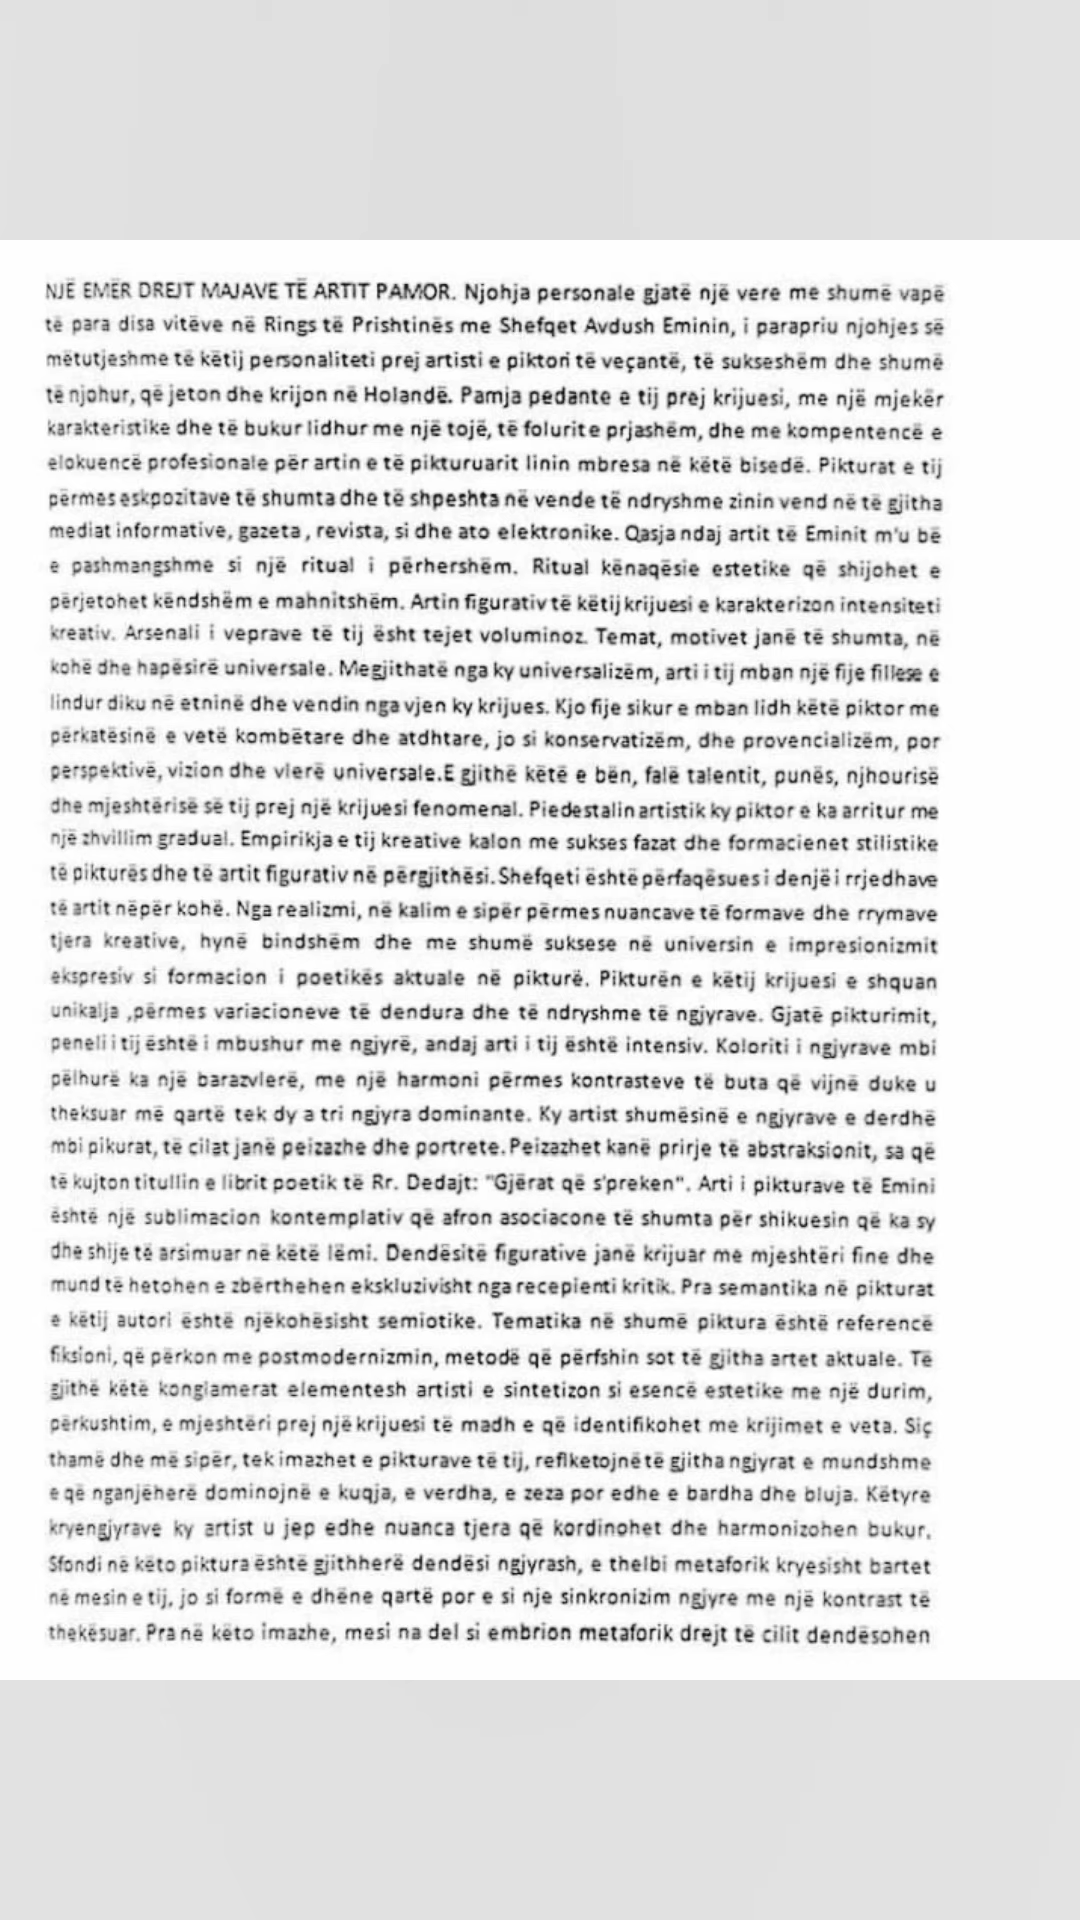 NJË EMËR DREJT MAJAVE TË ARTIT PAMOR. Njohja personale gjatë një vere me shumë vapë
të para disa vitëve në Rings të Prishtinës me Shefqet Avdush Eminin, i parapriu njohjes së
mëtutjeshme të këtij personaliteti prej artisti e piktori të veçantë, të sukseshëm dhe shumë
të njohur, që jeton dhe krijon në Holandë. Pamja pedante e tij prej krijuesi, me një mjekër
karakteristike dhe të bukur lidhur me një tojë, të folurit e prjashëm, dhe me kompentencë e
elokuencë profesionale për artin e të pikturuarit linin mbresa në këtë bisedë. Pikturat e tij
përmes eskpozitave të shumta dhe të shpeshta në vende të ndryshme zinin vend në të gjitha
mediat informative, gazeta , revista, si dhe ato elektronike. Qasja ndaj artit të Eminit m'u bë
e pashmangshme si një ritual i përhershëm. Ritual kënaqësie estetike që shijohet e
përjetohet këndshëm e mahnitshëm. Artin figurativ të këtij krijuesi e karakterizon intensiteti
kreativ. Arsenali i veprave të tij ësht tejet voluminoz. Temat, motivet janë të shumta, në
kohë dhe hapësirë universale. Megjithatë nga ky universalizëm, arti i tij mban një fije fillese e
lindur diku në etninë dhe vendin nga vjen ky krijues. Kjo fije sikur e mban lidh këtë piktor me
përkatësinë e vetë kombëtare dhe atdhtare, jo si konservatizëm, dhe provencializëm, por
perspektivë, vizion dhe vlerë universale.E gjithë këtë e bën, falë talentit, punës, njhourisë
dhe mjeshtërisë së tij prej një krijuesi fenomenal. Piedestalin artistik ky piktor e ka arritur me
një zhvillim gradual. Empirikja e tij kreative kalon me sukses fazat dhe formacienet stilistike
të pikturës dhe të artit figurativ në përgjithësi. Shefqeti është përfaqësues i denjë i rrjedhave
të artit nëpër kohë. Nga realizmi, në kalim e sipër përmes nuancave të formave dhe rrymave
tjera kreative, hynë bindshëm dhe me shumë suksese në universin e impresionizmit
ekspresiv si formacion i poetikës aktuale në pikturë. Pikturën e këtij krijuesi e shquan
unikalja ,përmes variacioneve të dendura dhe të ndryshme të ngjyrave. Gjatë pikturimit,
peneli i tij është i mbushur me ngjyrë, andaj arti i tij është intensiv. Koloriti i ngjyrave mbi
pëlhurë ka një barazvlerë, me një harmoni përmes kontrasteve të buta që vijnë duke u
theksuar më qartë tek dy a tri ngjyra dominante. Ky artist shumësinë e ngjyrave e derdhë
mbi pikurat, të cilat janë peizazhe dhe portrete. Peizazhet kanë prirje të abstraksionit, sa që
të kujton titullin e librit poetik të Rr. Dedajt: "Gjërat që s'preken". Arti i pikturave të Emini
është një sublimacion kontemplativ që afron asociacone të shumta për shikuesin që ka sy
dhe shije të arsimuar në këtë lëmi. Dendësitë figurative janë krijuar me mjeshtëri fine dhe
mund të hetohen e zbërthehen ekskluzivisht nga recepienti kritik. Pra semantika në pikturat
e këtij autori është njëkohësisht semiotike. Tematika në shumë piktura është referencë
fiksioni, që përkon me postmodernizmin, metodë që përfshin sot të gjitha artet aktuale. Të
gjithë këtë konglamerat elementesh artisti e sintetizon si esencë estetike me një durim,
përkushtim, e mjeshtëri prej një krijuesi të madh e që identifikohet me krijimet e veta. Siç
thamë dhe më sipër, tek imazhet e pikturave të tij, reflketojnë të gjitha ngjyrat e mundshme
e që nganjëherë dominojnë e kuqja, e verdha, e zeza por edhe e bardha dhe bluja. Këtyre
kryengjyrave ky artist u jep edhe nuanca tjera që kordinohet dhe harmonizohen bukur.
Sfondi në këto piktura është gjithherë dendësi ngjyrash, e thelbi metaforik kryesisht bartet
në mesin e tij, jo si formë e dhëne qartë por e si nje sinkronizim ngjyre me një kontrast të
thekësuar. Pra në këto imazhe, mesi na del si embrion metaforik drejt të cilit dendësohen